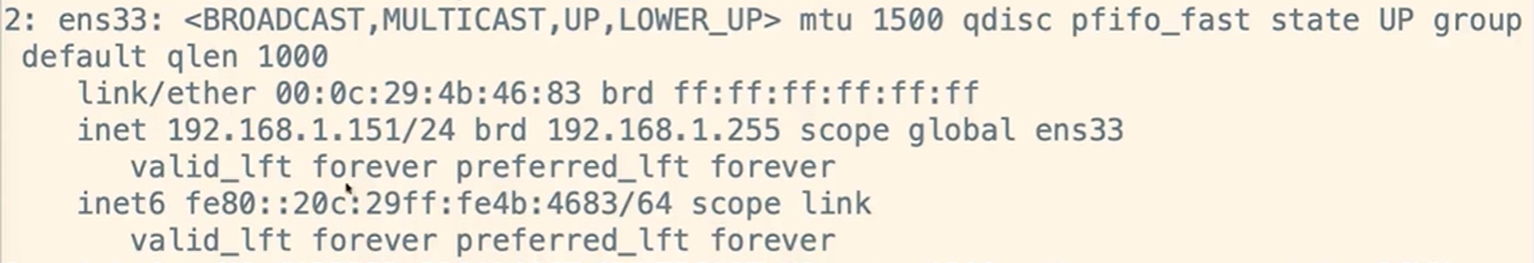 2: ens33: <BROADCAST,MULTICAST,UP,LOWER_UP> mtu 1500 qdisc pfifo_fast state UP group
default qlen 1000
link/ether 00:0c:29:4b:46:83 brd ff:ff:ff:ff:ff:ff
inet 192.168.1.151/24 brd 192.168.1.255 scope global ens33
valid_lft forever preferred_lft forever
inet6 fe80::20c:29ff:fe4b:4683/64 scope link
valid_lft forever preferred_lft forever